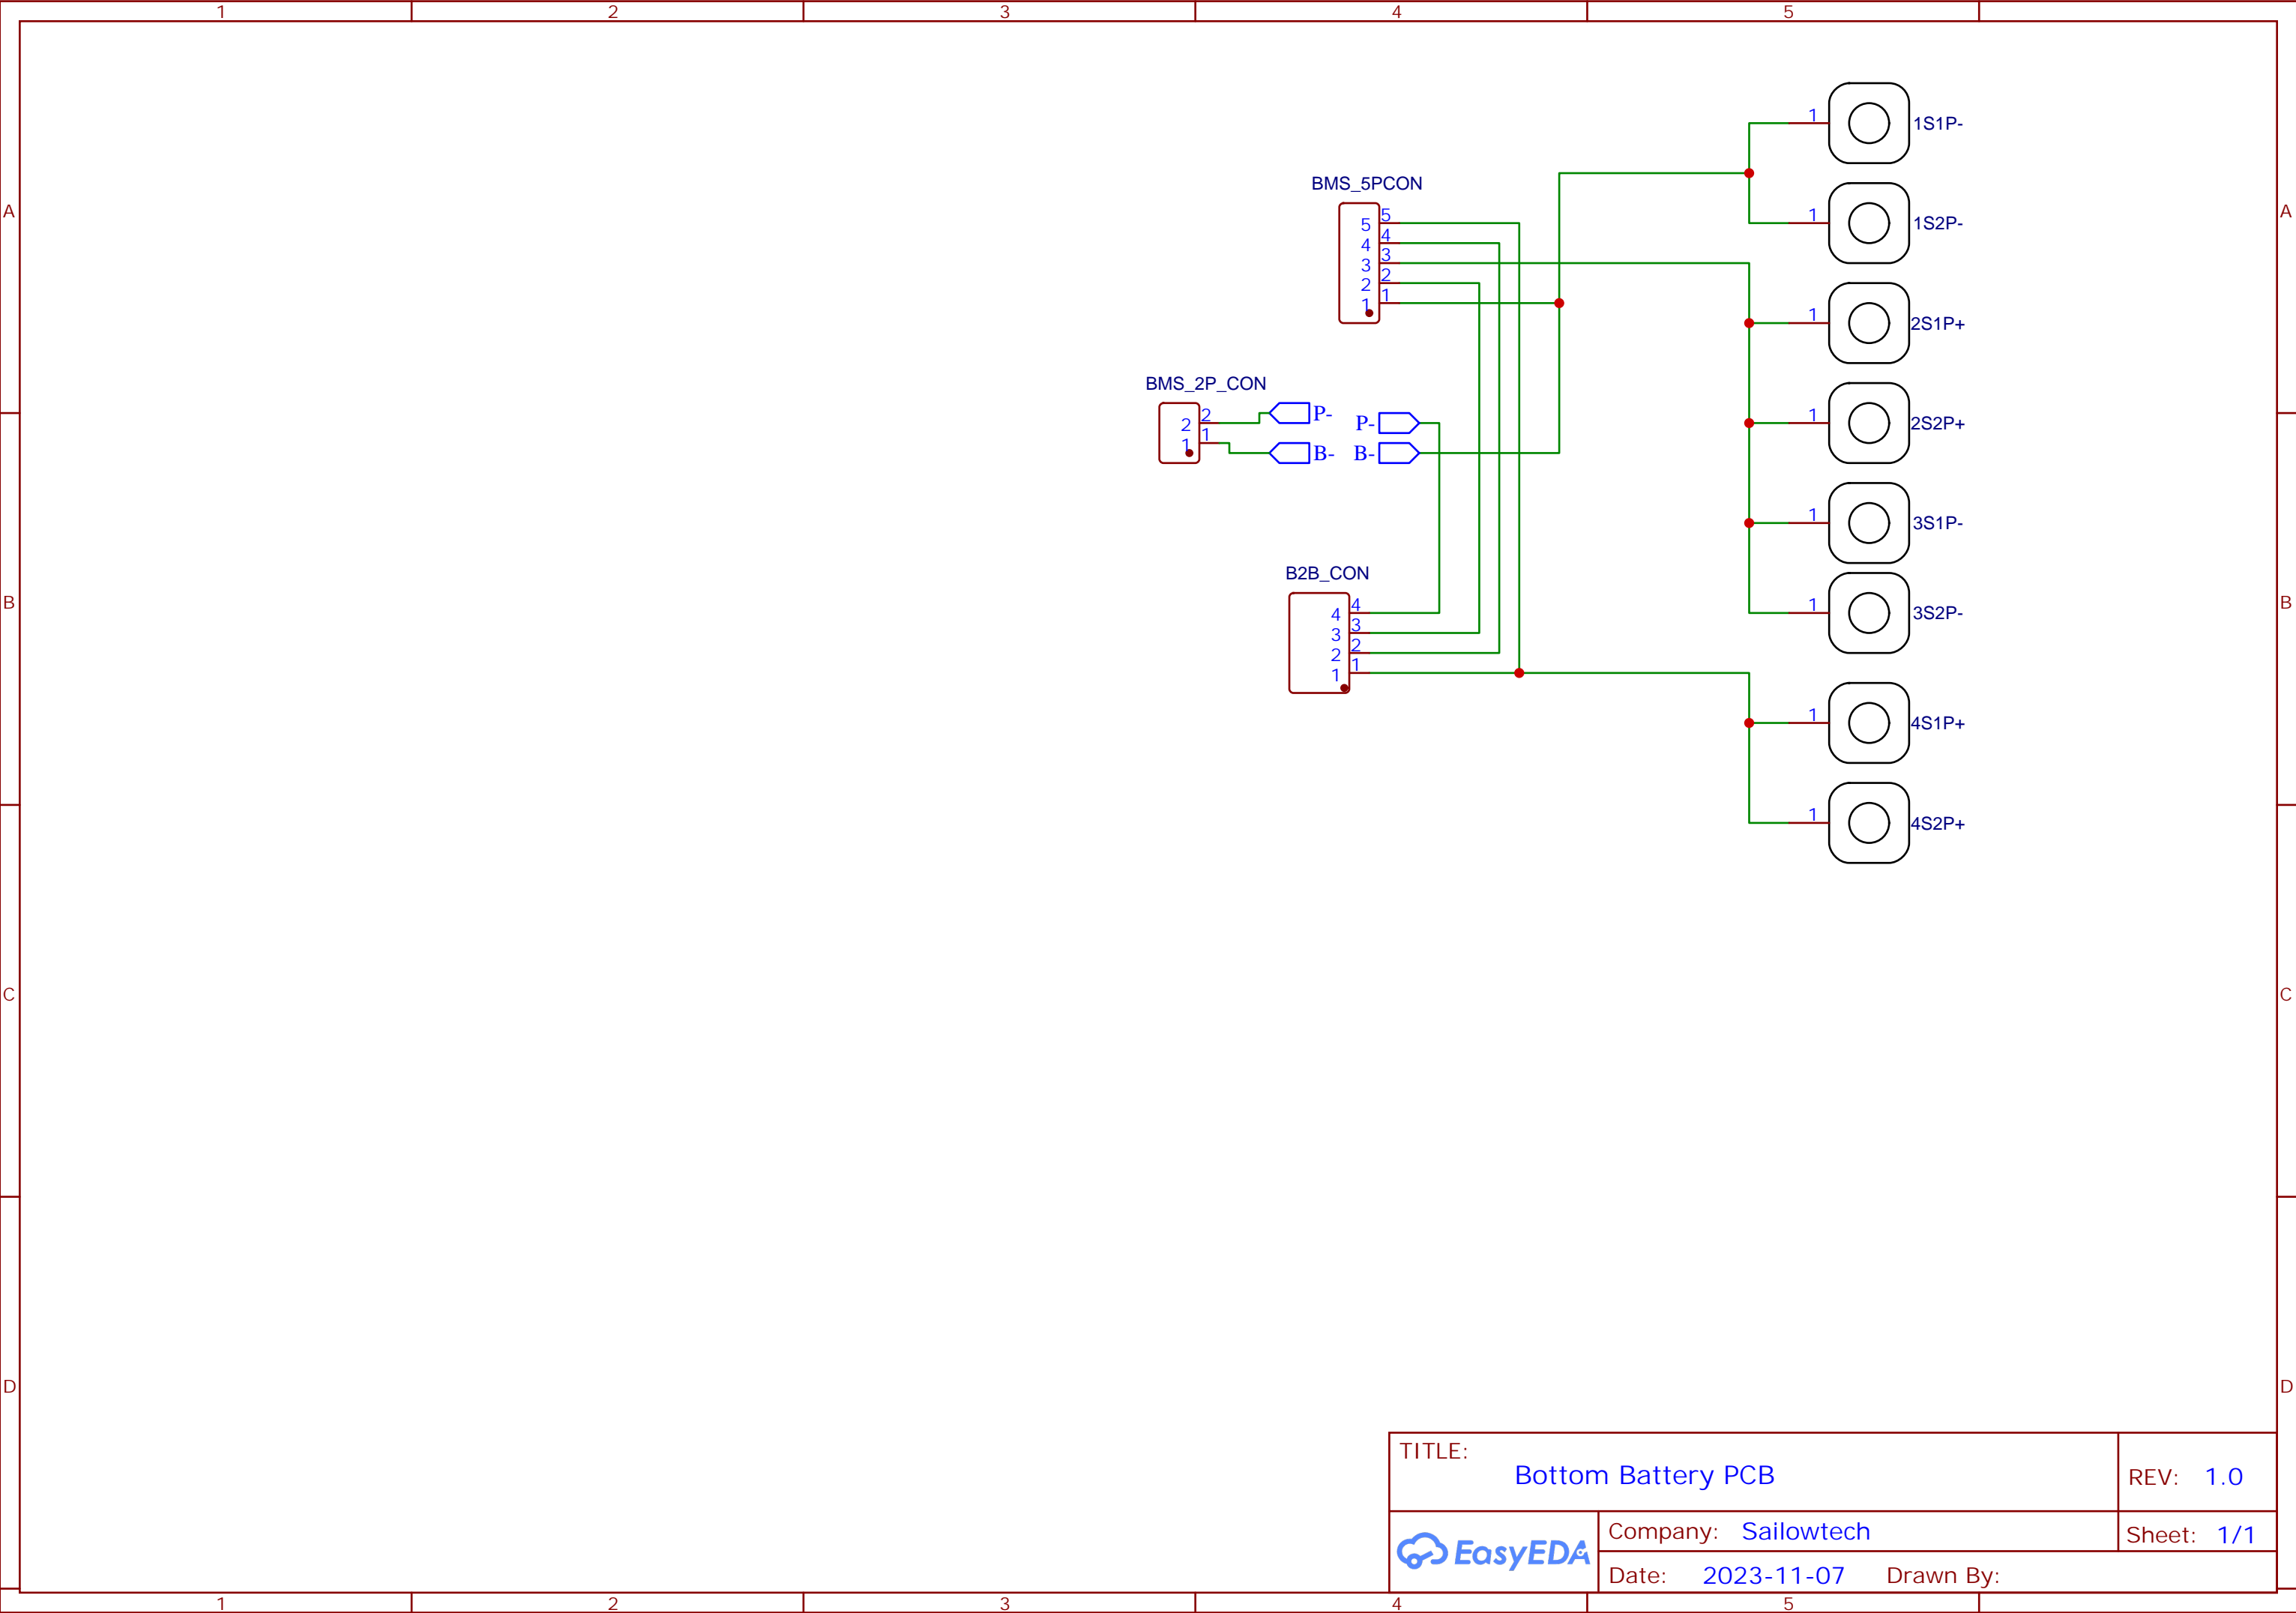 1 2 3 4 5
A A
B B
C C
D D
BMS_5PCON
5 5
4 4
3 3
2 2
1 1
BMS_2P_CON
2 2
1 1
P-
B-
P-
B-
B2B_CON
4 4
3 3
2 2
1 1
1 1S1P-
1 1S2P-
1 2S1P+
1 2S2P+
1 3S1P-
1 3S2P-
1 4S1P+
1 4S2P+
TITLE:
Bottom Battery PCB
REV: 1.0
EasyEDA
Company: Sailowtech
Sheet: 1/1
Date: 2023-11-07 Drawn By:
1 2 3 4 5